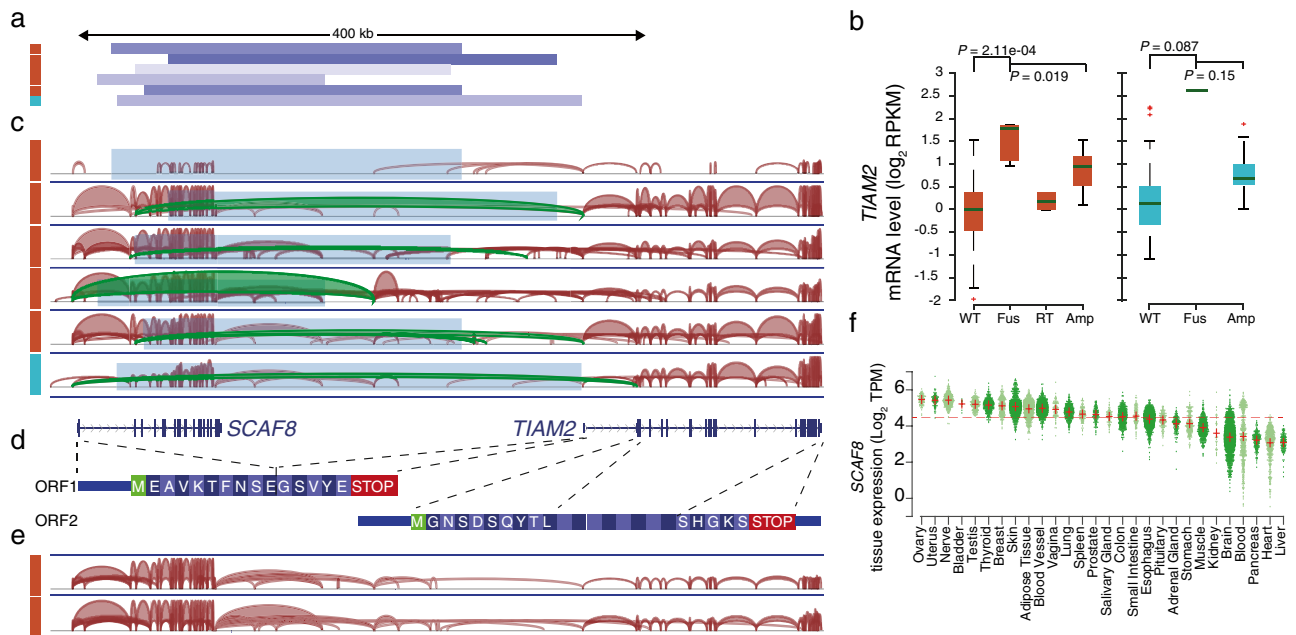 a
400 kb
b
P = 2.11e-04
P = 0.019
P = 0.087
P = 0.15
TIAM2
mRNA level (log2 RPKM)
3
2.5
2
1.5
1
0.5
0
-0.5
-1
-1.5
-2
WT
Fus
RT
Amp
WT
Fus
Amp
c
SCAF8
TIAM2
d
ORF1
MEAVKTFNSEGSVYESTOP
ORF2
MGNSDSQYTL
SHGKSSTOP
e
f
SCAF8
tissue expression (Log2 TPM)
6
4
2
0
Ovary
Uterus
Nerve
Bladder
Testis
Thyroid
Breast
Skin
Adipose Tissue
Blood Vessel
Vagina
Lung
Spleen
Prostate
Salivary Gland
Colon
Small Intestine
Esophagus
Pituitary
Adrenal Gland
Stomach
Muscle
Kidney
Brain
Blood
Pancreas
Heart
Liver